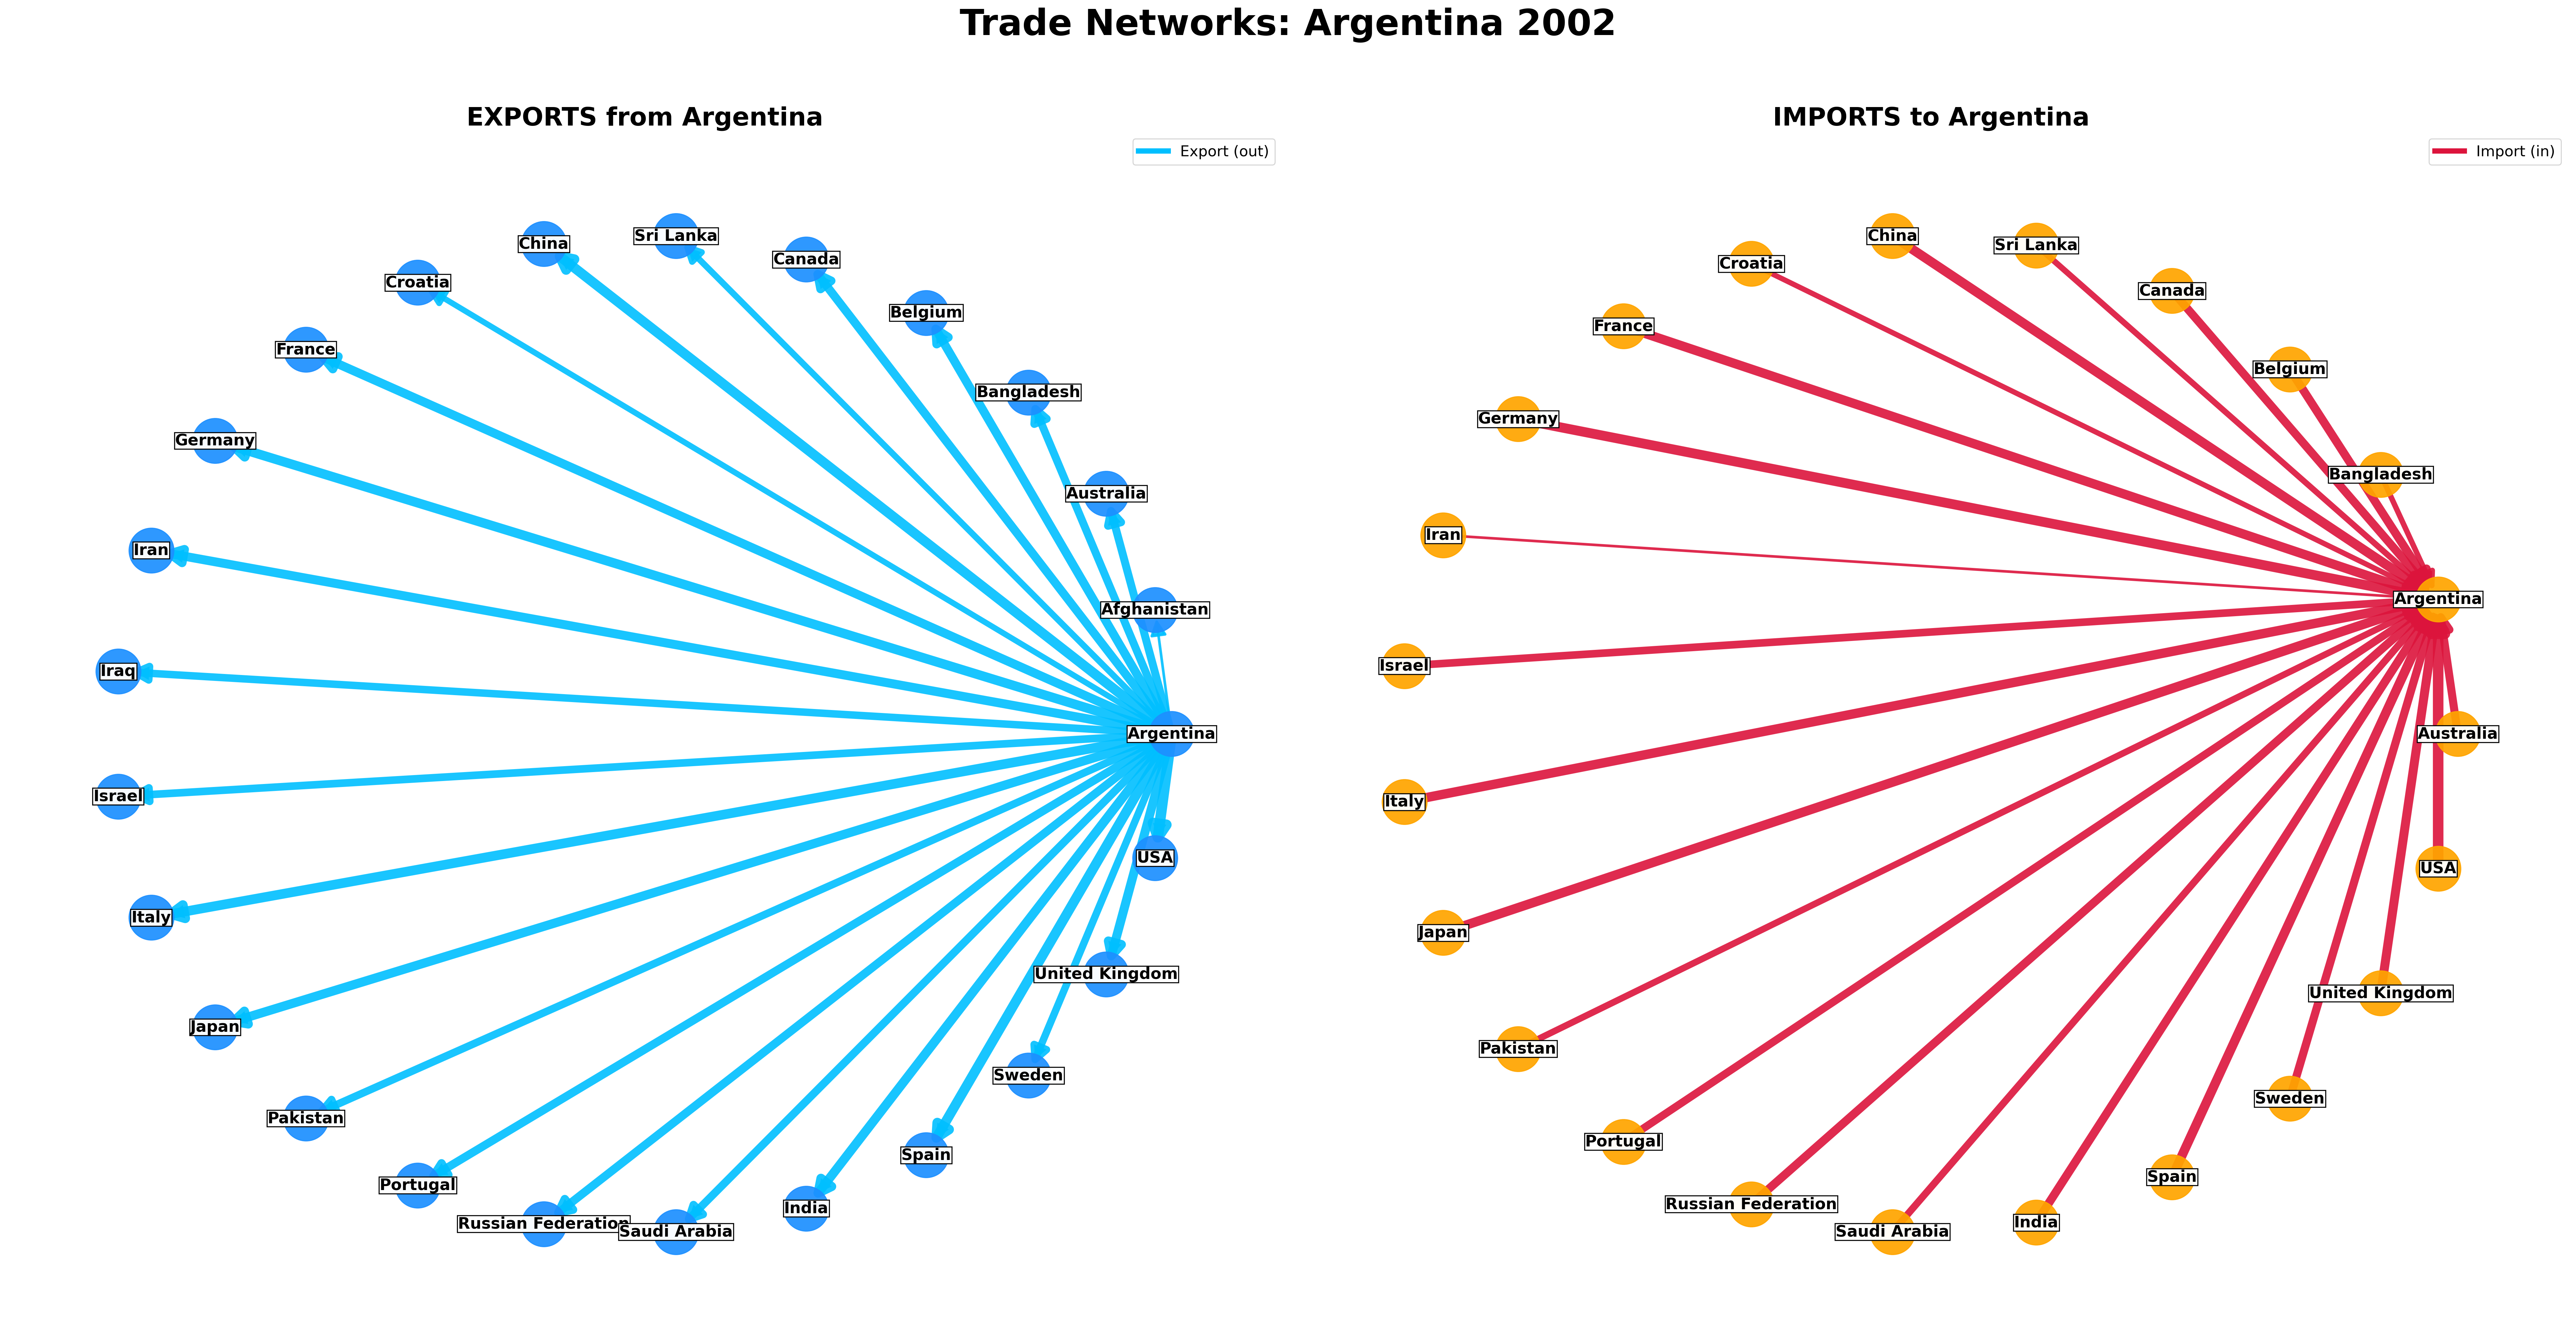 Trade Networks: Argentina 2002
EXPORTS from Argentina
Export (out)
Sri Lanka
China
Canada
Croatia
Belgium
France
Bangladesh
Germany
Australia
Iran
Afghanistan
Iraq
Argentina
Israel
USA
Italy
United Kingdom
Japan
Sweden
Pakistan
Spain
Portugal
India
Russian Federation
Saudi Arabia
IMPORTS to Argentina
Import (in)
China
Sri Lanka
Croatia
Canada
France
Belgium
Germany
Bangladesh
Iran
Argentina
Israel
Australia
Italy
USA
Japan
United Kingdom
Pakistan
Sweden
Portugal
Spain
Russian Federation
India
Saudi Arabia